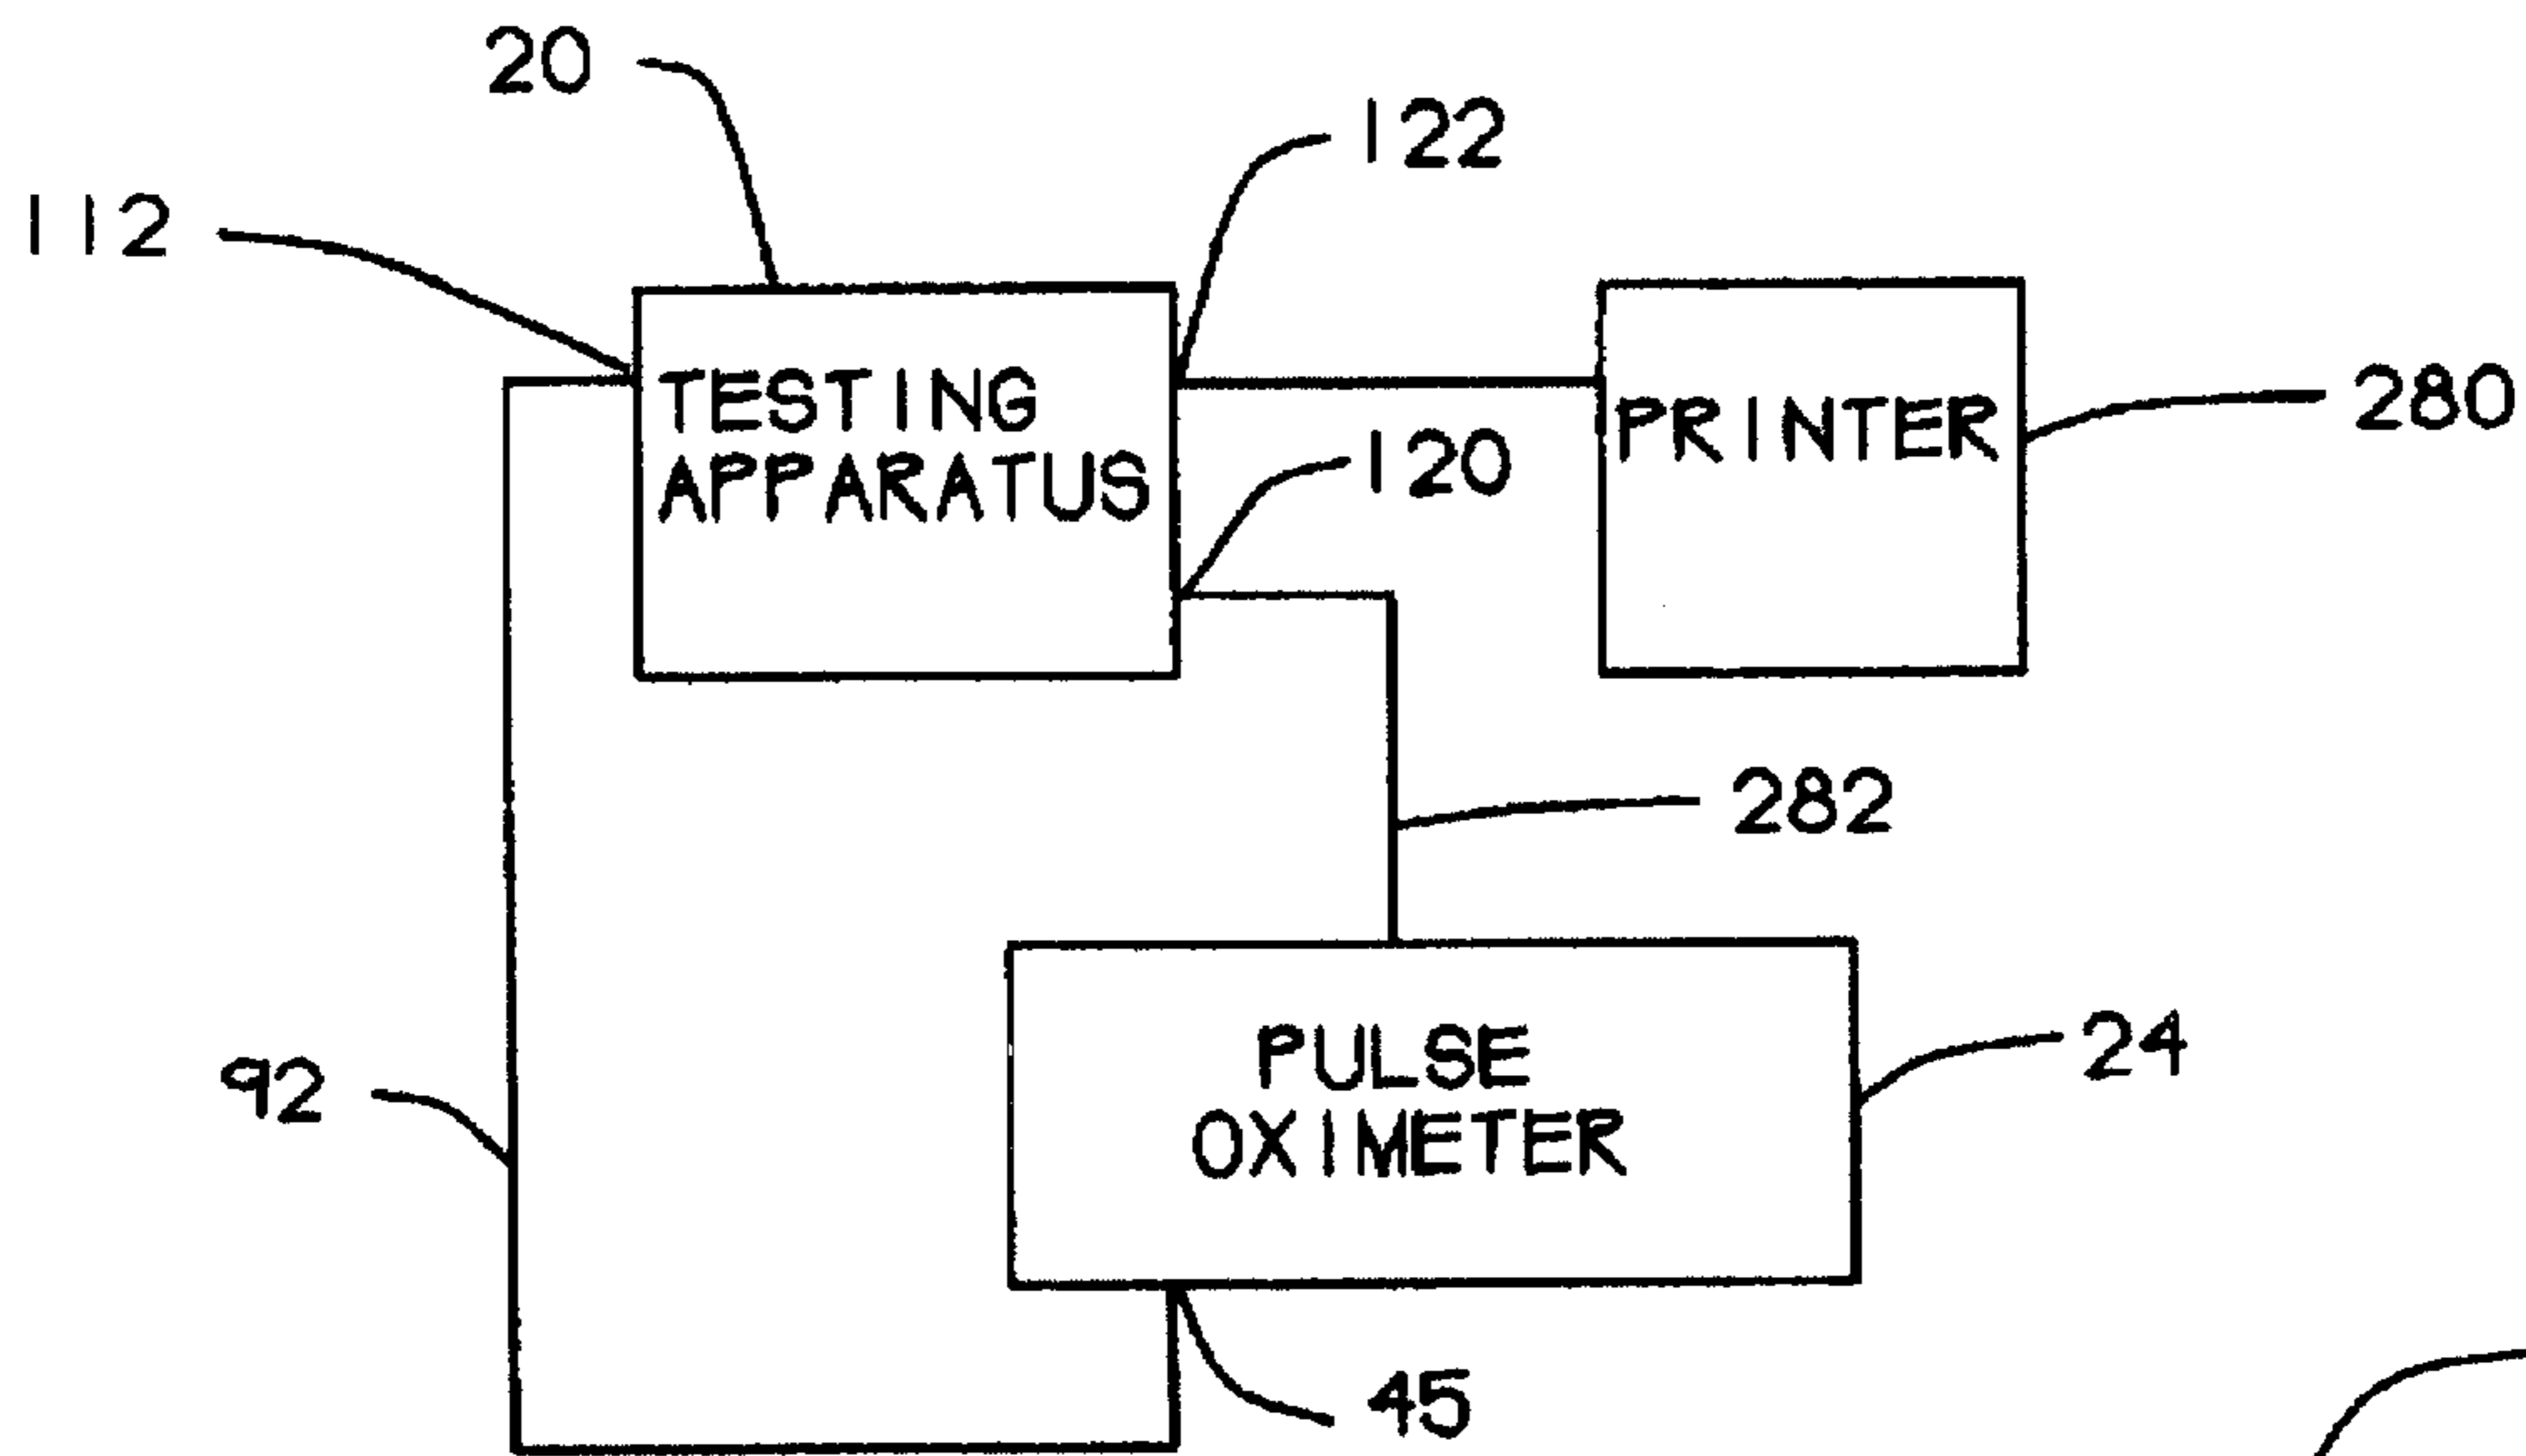 20
122
112
TESTING
APPARATUS
PRINTER
280
120
282
PULSE
OXIMETER
24
92
45